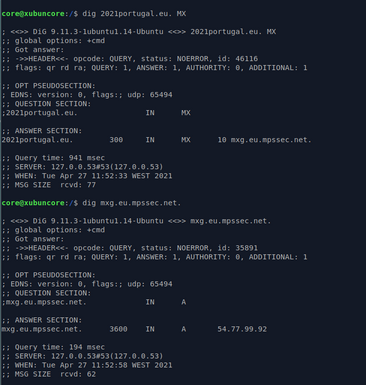 core@xubuncore:/$ dig 2021portugal.eu. MX
; <<>> DiG 9.11.3-1ubuntu1.14-Ubuntu <<>> 2021portugal.eu. MX
;; global options: +cmd
;; Got answer:
;; ->>HEADER<<- opcode: QUERY, status: NOERROR, id: 46116
;; flags: qr rd ra; QUERY: 1, ANSWER: 1, AUTHORITY: 0, ADDITIONAL: 1
;; OPT PSEUDOSECTION:
; EDNS: version: 0, flags:; udp: 65494
;; QUESTION SECTION:
;2021portugal.eu. IN MX
;; ANSWER SECTION:
2021portugal.eu. 300 IN MX 10 mxg.eu.mpssec.net.
;; Query time: 941 msec
;; SERVER: 127.0.0.53#53(127.0.0.53)
;; WHEN: Tue Apr 27 11:52:33 WEST 2021
;; MSG SIZE rcvd: 77
core@xubuncore:/$ dig mxg.eu.mpssec.net.
; <<>> DiG 9.11.3-1ubuntu1.14-Ubuntu <<>> mxg.eu.mpssec.net.
;; global options: +cmd
;; Got answer:
;; ->>HEADER<<- opcode: QUERY, status: NOERROR, id: 35891
;; flags: qr rd ra; QUERY: 1, ANSWER: 1, AUTHORITY: 0, ADDITIONAL: 1
;; OPT PSEUDOSECTION:
; EDNS: version: 0, flags:; udp: 65494
;; QUESTION SECTION:
;mxg.eu.mpssec.net. IN A
;; ANSWER SECTION:
mxg.eu.mpssec.net. 3600 IN A 54.77.99.92
;; Query time: 194 msec
;; SERVER: 127.0.0.53#53(127.0.0.53)
;; WHEN: Tue Apr 27 11:52:58 WEST 2021
;; MSG SIZE rcvd: 62